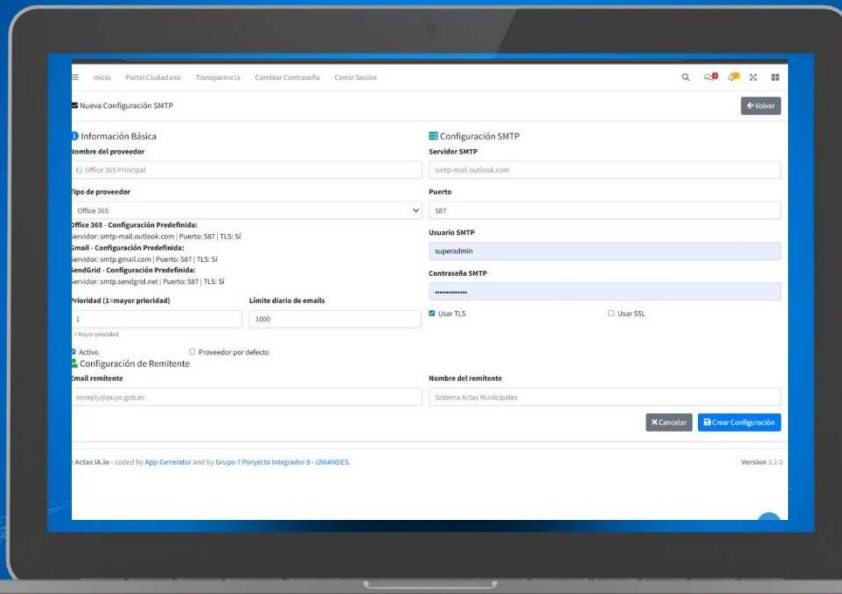 Inicio Portal Ciudadano Transparencia Cambiar Contraseña Cerrar Sesión
Nueva Configuración SMTP
Volver
Información Básica
Nombre del proveedor
Ej: Office 365 Principal
Tipo de proveedor
Office 365
Office 365 - Configuración Predefinida:
Servidor: smtp-mail.outlook.com | Puerto: 587 | TLS: Sí
Gmail - Configuración Predefinida:
Servidor: smtp.gmail.com | Puerto: 587 | TLS: Sí
SendGrid - Configuración Predefinida:
Servidor: smtp.sendgrid.net | Puerto: 587 | TLS: Sí
Prioridad (1=mayor prioridad) Límite diario de emails
1 1000
= mayor prioridad
Activo Proveedor por defecto
Configuración SMTP
Servidor SMTP
smtp-mail.outlook.com
Puerto
587
Usuario SMTP
superadmin
Contraseña SMTP
Usar TLS Usar SSL
Configuración de Remitente
Email remitente Nombre del remitente
noreply@puyo.gob.ec Sistema Actas Municipales
Cancelar Crear Configuración
Actas IA.io - coded by App-Generator and by Grupo 7 Poryecto Integrador 8 - UNIANDES.
Version 3.2.0